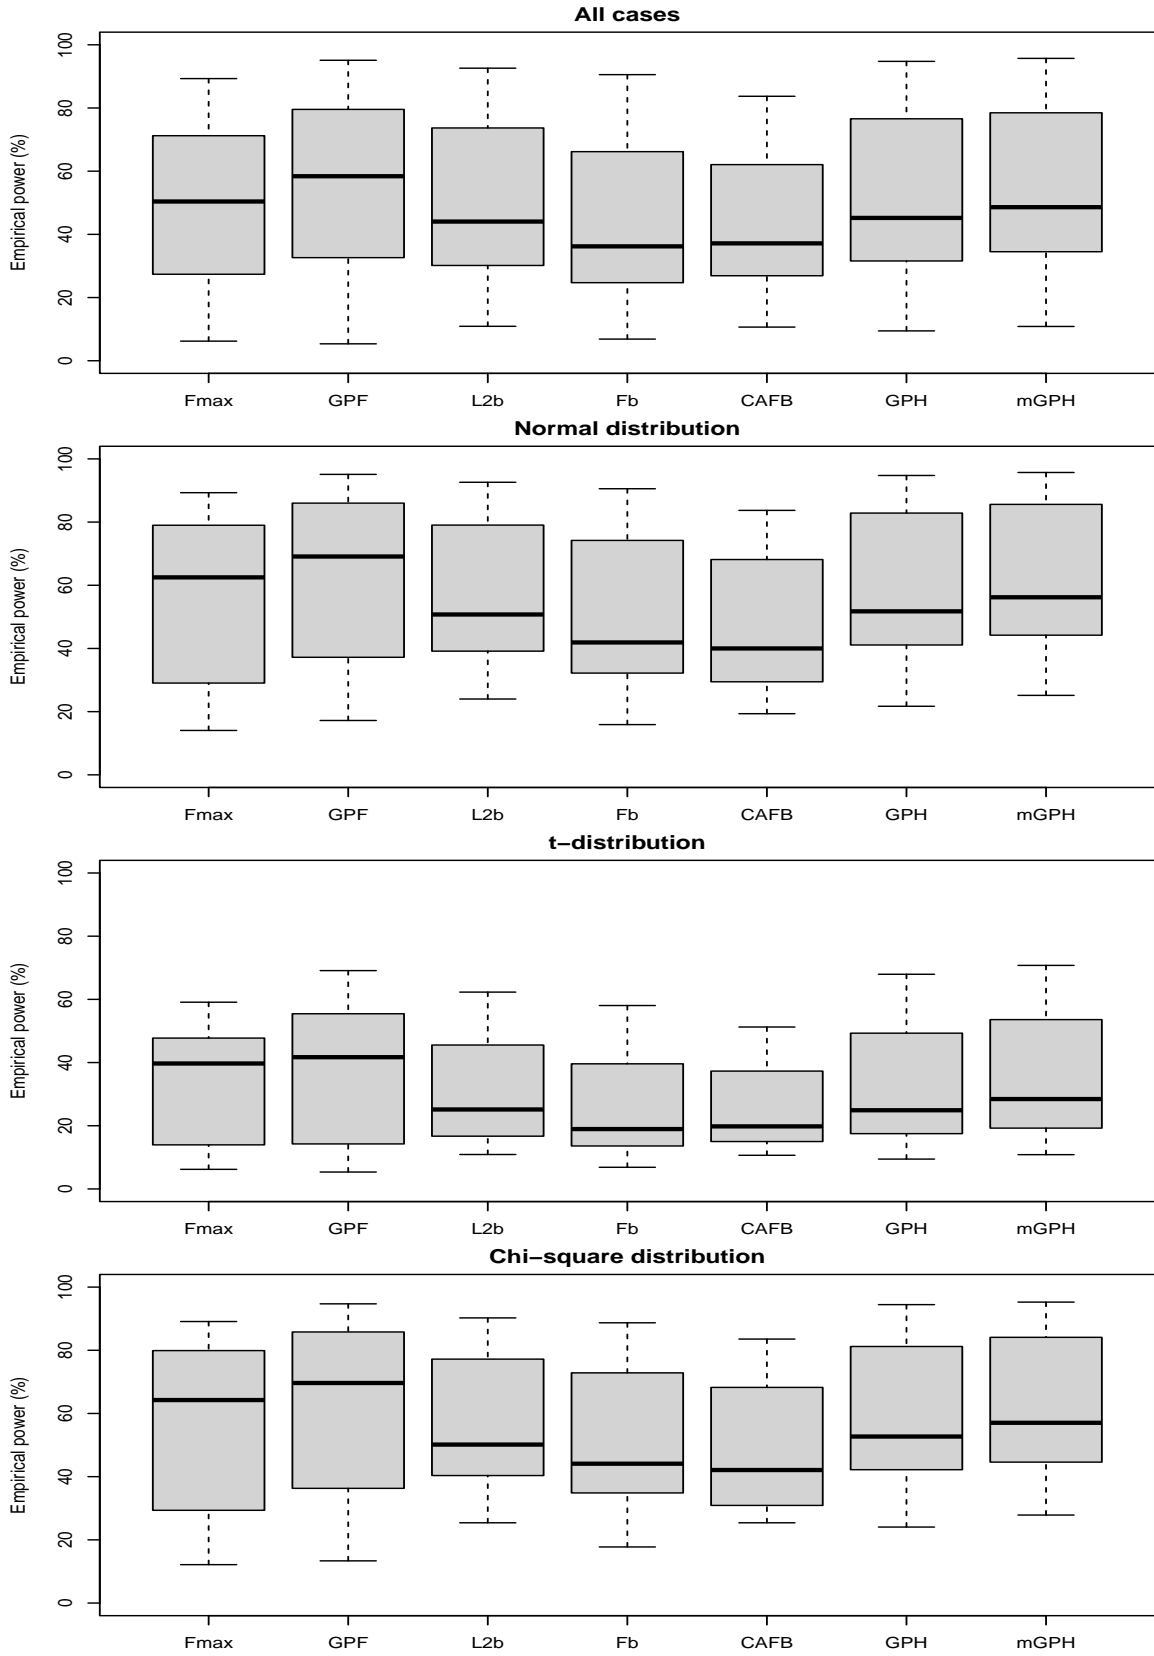 All cases
Empirical power (%)
100
80
60
40
20
0
Fmax GPF L2b Fb CAFB GPH mGPH
Normal distribution
Empirical power (%)
100
80
60
40
20
0
Fmax GPF L2b Fb CAFB GPH mGPH
t−distribution
Empirical power (%)
100
80
60
40
20
0
Fmax GPF L2b Fb CAFB GPH mGPH
Chi−square distribution
Empirical power (%)
100
80
60
40
20
0
Fmax GPF L2b Fb CAFB GPH mGPH